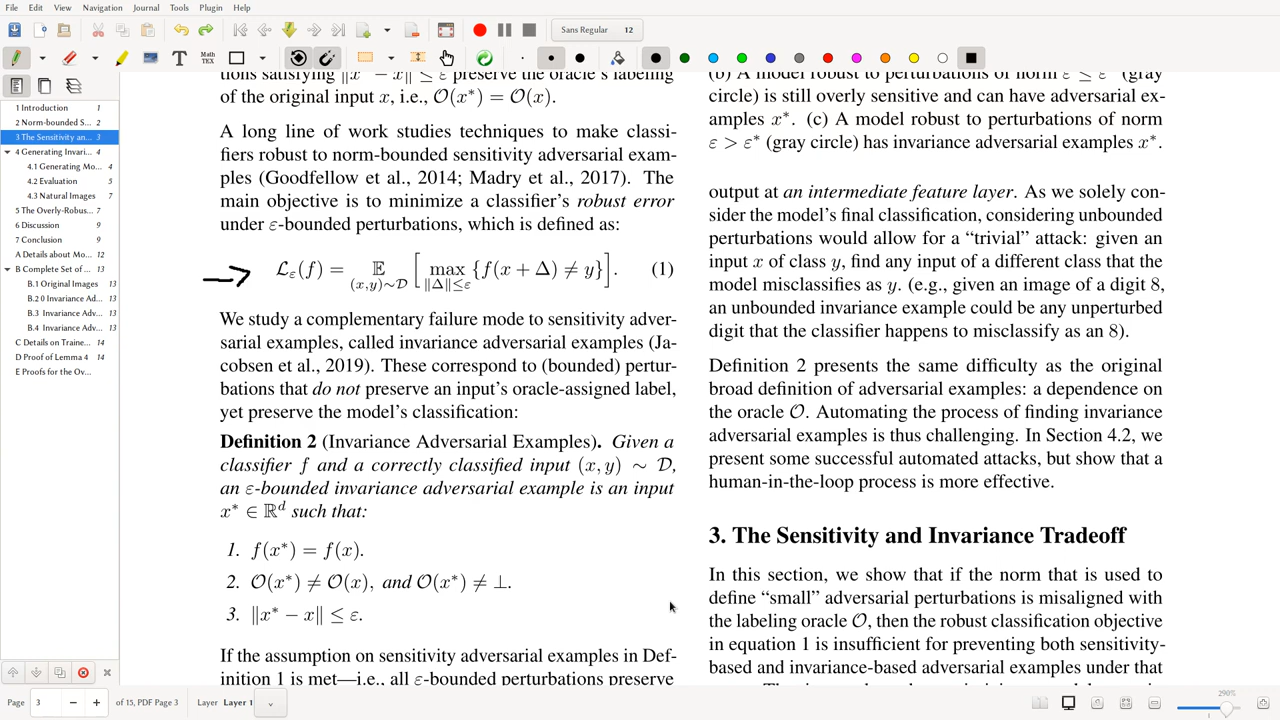 File Edit View Navigation Journal Tools Plugin Help
Sans Regular 12
Math TEX
1 Introduction 1
2 Norm-bounded S... 2
3 The Sensitivity an... 3
4 Generating Invari... 4
4.1 Generating Mo... 4
4.2 Evaluation 5
4.3 Natural Images 7
5 The Overly-Robus... 7
6 Discussion 9
7 Conclusion 9
A Details about Mo... 12
B Complete Set of ... 13
B.1 Original Images 13
B.2 0 Invariance Ad... 13
B.3 Invariance Adv... 13
B.4 Invariance Adv... 13
C Details on Traine... 14
D Proof of Lemma 4 14
E Proofs for the Ov...
tions satisfying ‖x* − x‖ ≤ ε preserve the oracle's labeling
of the original input x, i.e., O(x*) = O(x).
A long line of work studies techniques to make classi-
fiers robust to norm-bounded sensitivity adversarial exam-
ples (Goodfellow et al., 2014; Madry et al., 2017). The
main objective is to minimize a classifier's robust error
under ε-bounded perturbations, which is defined as:
L_ε(f) = E_{(x,y)∼D} [ max_{‖Δ‖≤ε} {f(x + Δ) ≠ y} ]. (1)
We study a complementary failure mode to sensitivity adver-
sarial examples, called invariance adversarial examples (Ja-
cobsen et al., 2019). These correspond to (bounded) pertur-
bations that do not preserve an input's oracle-assigned label,
yet preserve the model's classification:
Definition 2 (Invariance Adversarial Examples). Given a
classifier f and a correctly classified input (x, y) ∼ D,
an ε-bounded invariance adversarial example is an input
x* ∈ ℝ^d such that:
1. f(x*) = f(x).
2. O(x*) ≠ O(x), and O(x*) ≠ ⊥.
3. ‖x* − x‖ ≤ ε.
If the assumption on sensitivity adversarial examples in Def-
inition 1 is met—i.e., all ε-bounded perturbations preserve
(b) A model robust to perturbations of norm ε ≤ ε* (gray
circle) is still overly sensitive and can have adversarial ex-
amples x*. (c) A model robust to perturbations of norm
ε > ε* (gray circle) has invariance adversarial examples x*.
output at an intermediate feature layer. As we solely con-
sider the model's final classification, considering unbounded
perturbations would allow for a “trivial” attack: given an
input x of class y, find any input of a different class that the
model misclassifies as y. (e.g., given an image of a digit 8,
an unbounded invariance example could be any unperturbed
digit that the classifier happens to misclassify as an 8).
Definition 2 presents the same difficulty as the original
broad definition of adversarial examples: a dependence on
the oracle O. Automating the process of finding invariance
adversarial examples is thus challenging. In Section 4.2, we
present some successful automated attacks, but show that a
human-in-the-loop process is more effective.
3. The Sensitivity and Invariance Tradeoff
In this section, we show that if the norm that is used to
define “small” adversarial perturbations is misaligned with
the labeling oracle O, then the robust classification objective
in equation 1 is insufficient for preventing both sensitivity-
based and invariance-based adversarial examples under that
Page 3 of 15, PDF Page 3 Layer Layer 1
290%